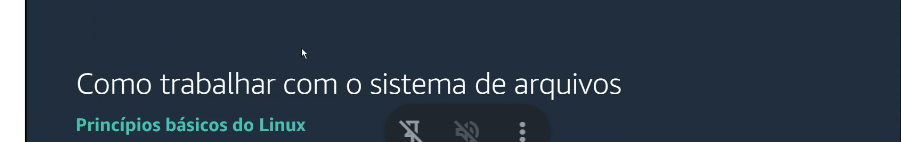 Como trabalhar com o sistema de arquivos
Princípios básicos do Linux